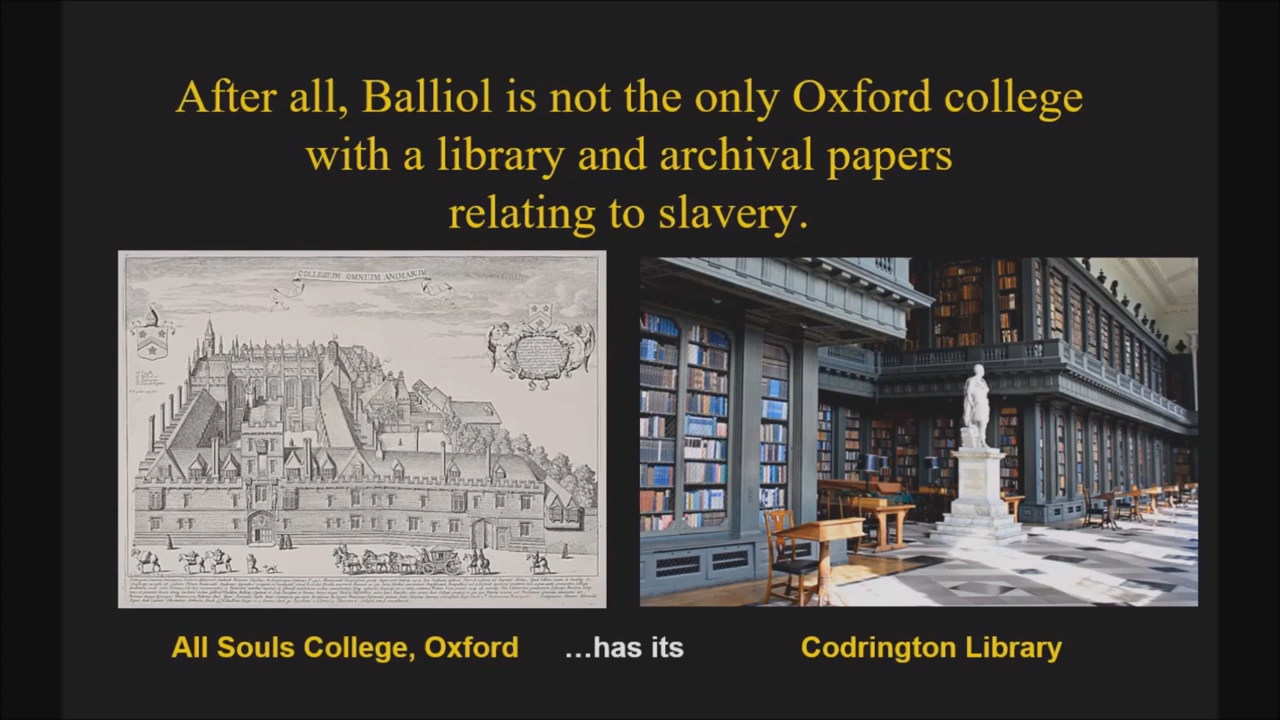 After all, Balliol is not the only Oxford college
with a library and archival papers
relating to slavery.
COLLEGIUM OMNIUM ANIMARUM
All Souls College, Oxford …has its Codrington Library